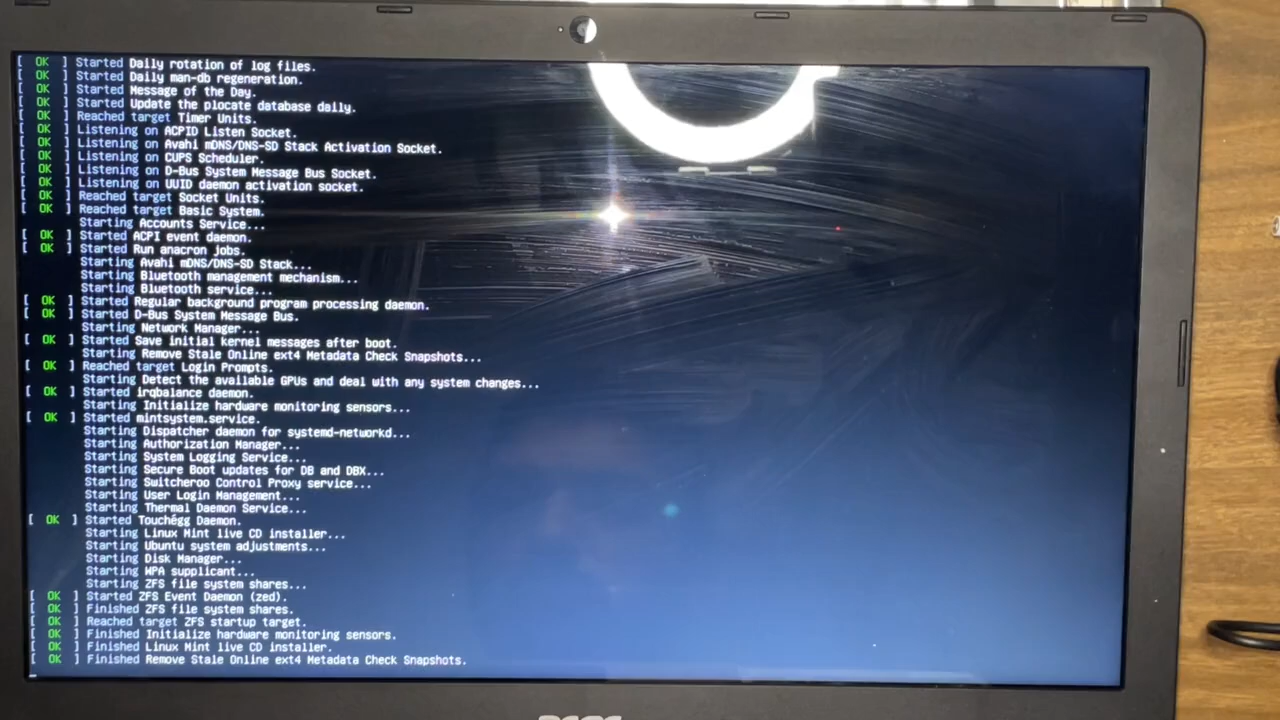 [ OK ] Started Daily rotation of log files.
[ OK ] Started Daily man-db regeneration.
[ OK ] Started Message of the Day.
[ OK ] Started Update the plocate database daily.
[ OK ] Reached target Timer Units.
[ OK ] Listening on ACPID Listen Socket.
[ OK ] Listening on Avahi mDNS/DNS-SD Stack Activation Socket.
[ OK ] Listening on CUPS Scheduler.
[ OK ] Listening on D-Bus System Message Bus Socket.
[ OK ] Listening on UUID daemon activation socket.
[ OK ] Reached target Socket Units.
[ OK ] Reached target Basic System.
Starting Accounts Service...
[ OK ] Started ACPI event daemon.
[ OK ] Started Run anacron jobs.
Starting Avahi mDNS/DNS-SD Stack...
Starting Bluetooth management mechanism...
Starting Bluetooth service...
[ OK ] Started Regular background program processing daemon.
[ OK ] Started D-Bus System Message Bus.
Starting Network Manager...
[ OK ] Started Save initial kernel messages after boot.
Starting Remove Stale Online ext4 Metadata Check Snapshots...
[ OK ] Reached target Login Prompts.
Starting Detect the available GPUs and deal with any system changes...
[ OK ] Started irqbalance daemon.
Starting Initialize hardware monitoring sensors...
[ OK ] Started mintsystem.service.
Starting Dispatcher daemon for systemd-networkd...
Starting Authorization Manager...
Starting System Logging Service...
Starting Secure Boot updates for DB and DBX...
Starting Switcheroo Control Proxy service...
Starting User Login Management...
Starting Thermal Daemon Service...
[ OK ] Started Touchégg Daemon.
Starting Linux Mint live CD installer...
Starting Ubuntu system adjustments...
Starting Disk Manager...
Starting WPA supplicant...
Starting ZFS file system shares...
[ OK ] Started ZFS Event Daemon (zed).
[ OK ] Finished ZFS file system shares.
[ OK ] Reached target ZFS startup target.
[ OK ] Finished Initialize hardware monitoring sensors.
[ OK ] Finished Linux Mint live CD installer.
[ OK ] Finished Remove Stale Online ext4 Metadata Check Snapshots.